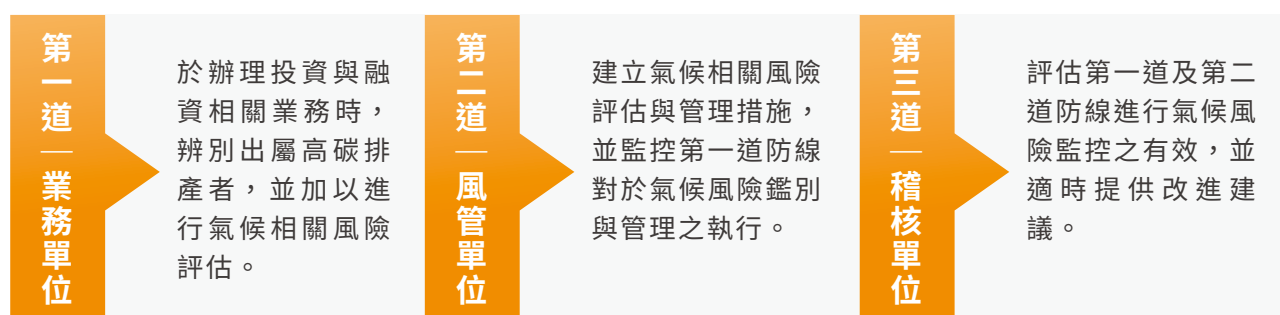 第一道｜業務單位
於辦理投資與融
資相關業務時，
辨別出屬高碳排
產者，並加以進
行氣候相關風險
評估。
第二道｜風管單位
建立氣候相關風險
評估與管理措施，
並監控第一道防線
對於氣候風險鑑別
與管理之執行。
第三道｜稽核單位
評估第一道及第二
道防線進行氣候風
險監控之有效，並
適時提供改進建
議。